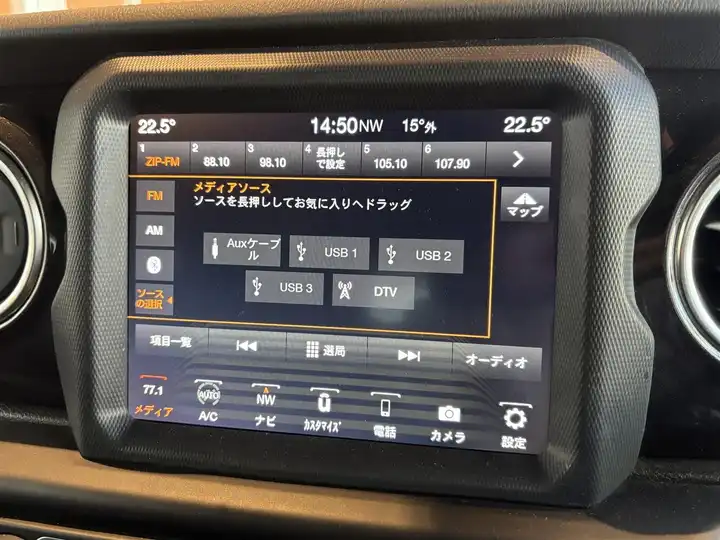 22.5°
14:50NW
15°外
22.5°
1
ZIP-FM
2
88.10
3
98.10
4
長押し
で設定
5
105.10
6
107.90
メディアソース
ソースを長押ししてお気に入りへドラッグ
マップ
FM
AM
ソース
の選択
Auxケーブ
ル
USB 1
USB 2
USB 3
DTV
項目一覧
選局
オーディオ
77.1
メディア
AUTO
A/C
NW
ナビ
カスタマイズ
電話
カメラ
設定